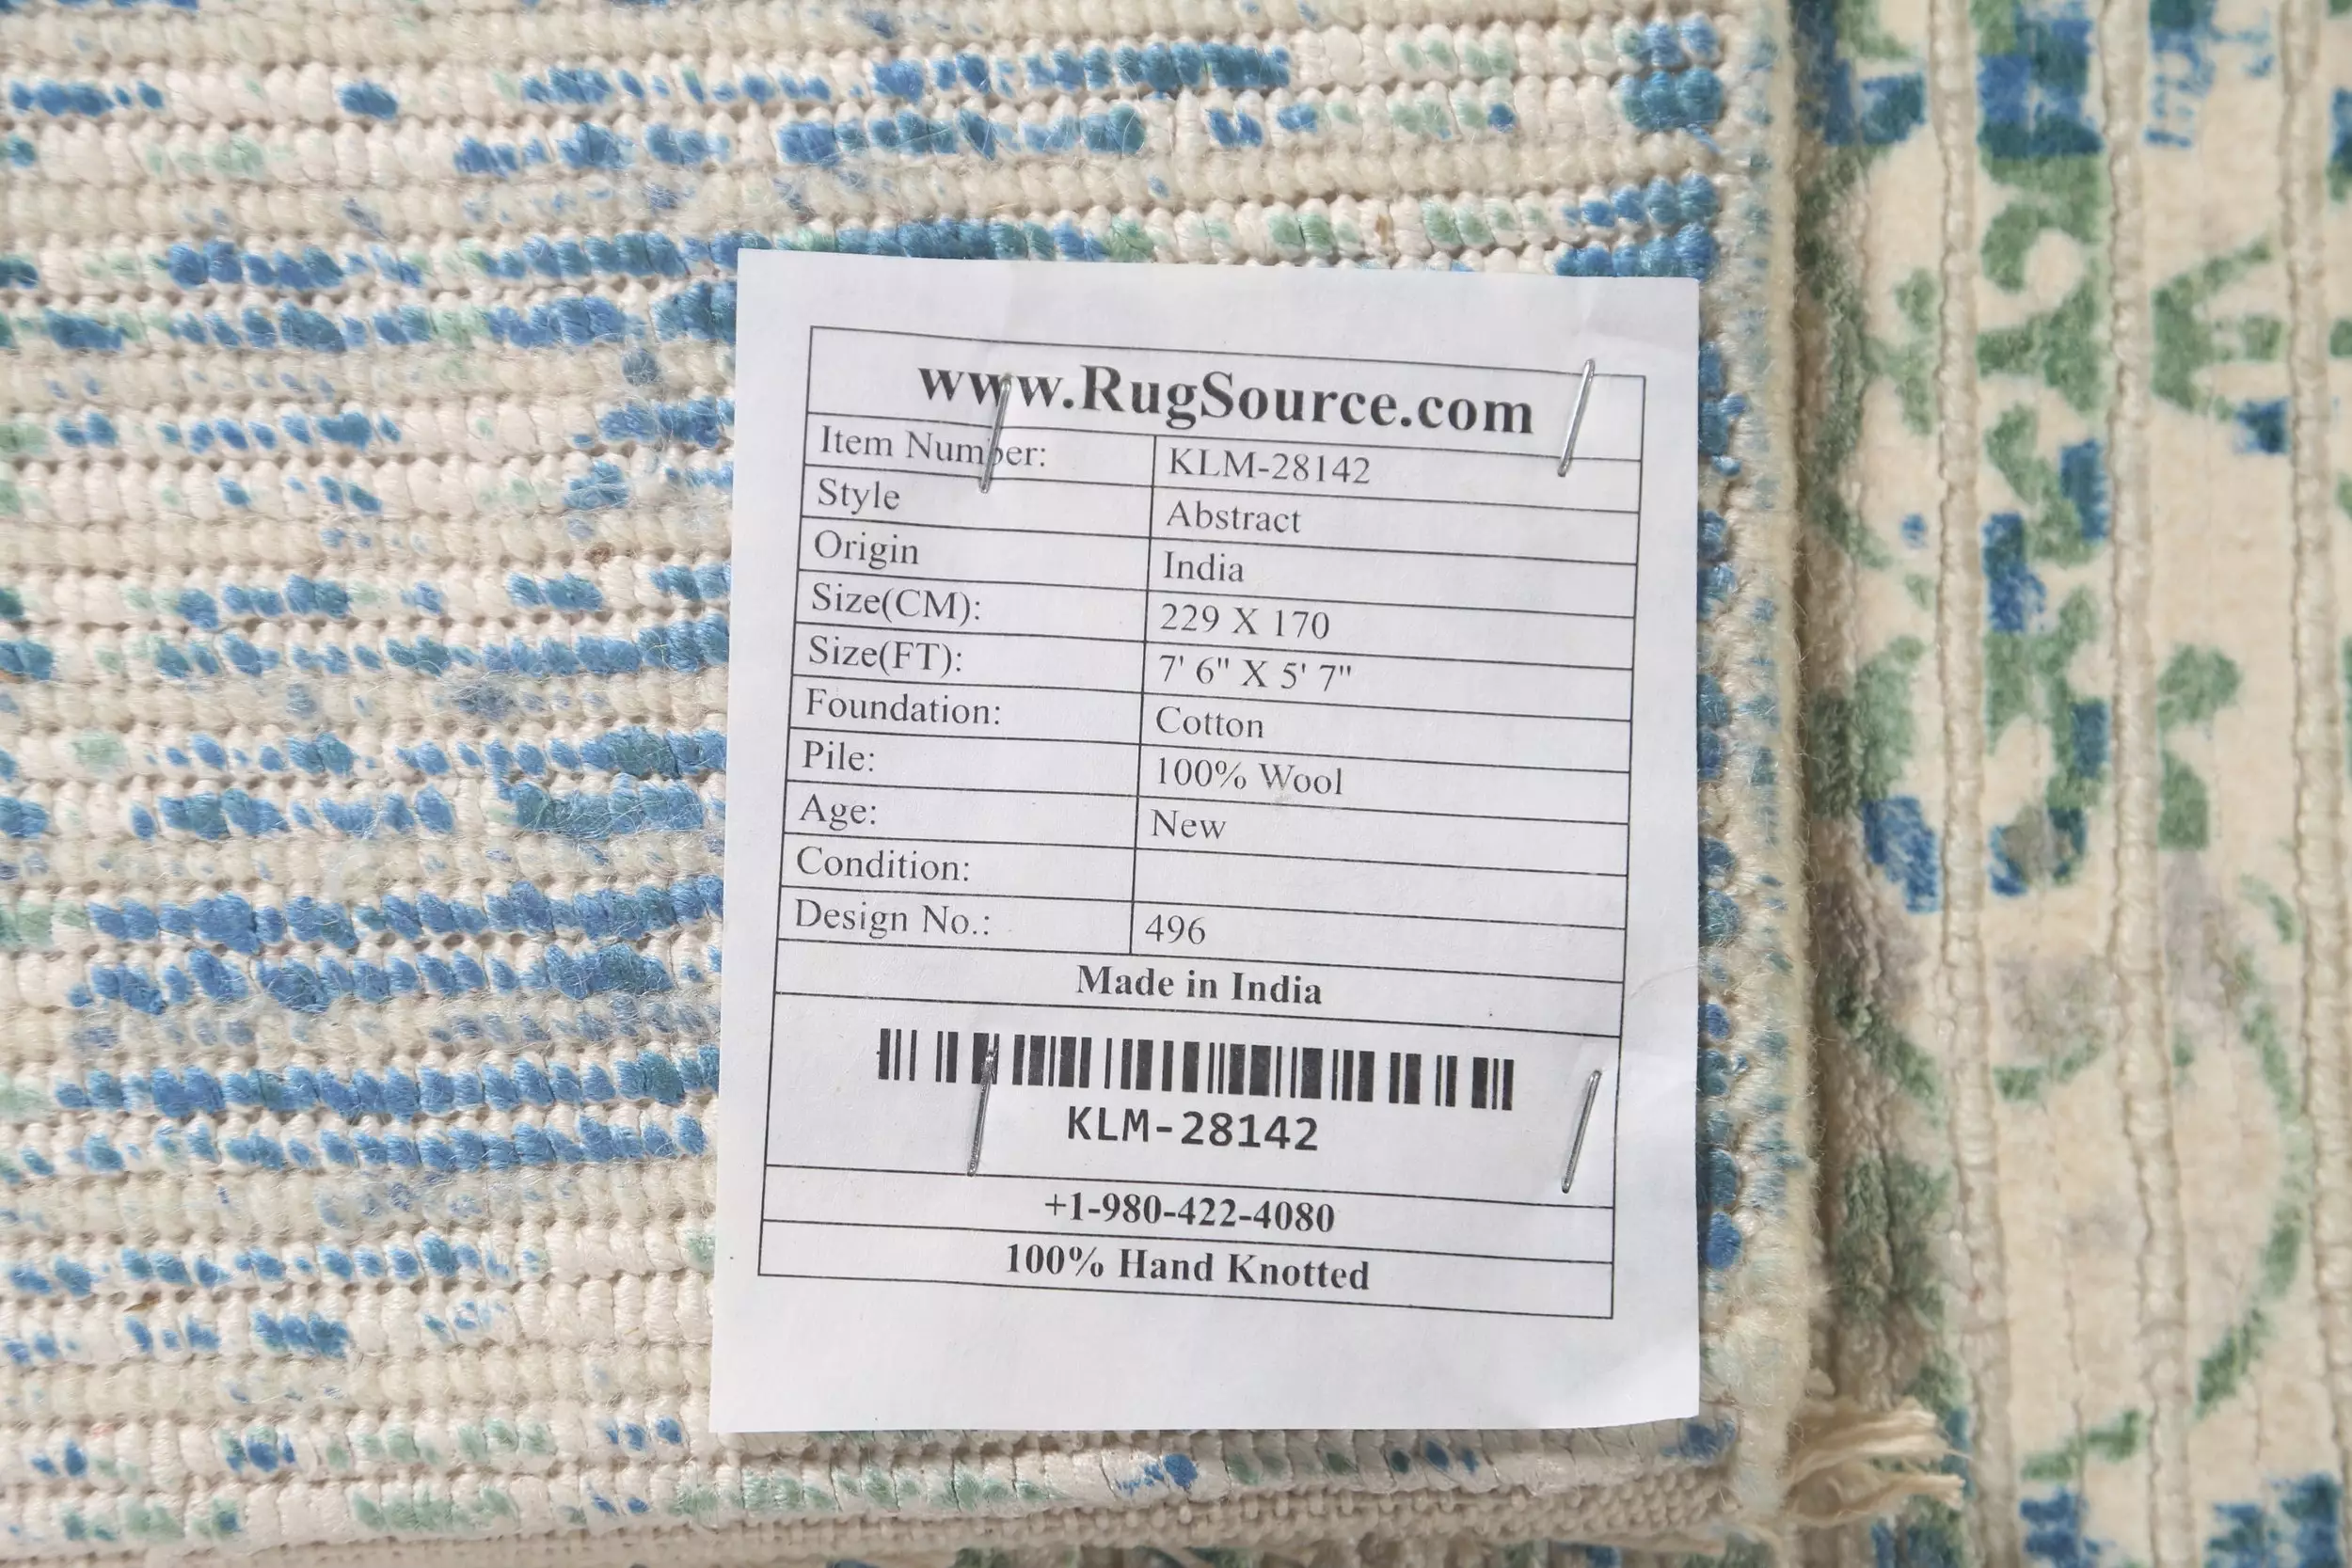 www.RugSource.com
Item Number: KLM-28142
Style Abstract
Origin India
Size(CM): 229 X 170
Size(FT): 7' 6" X 5' 7"
Foundation: Cotton
Pile: 100% Wool
Age: New
Condition:
Design No.: 496
Made in India
KLM-28142
+1-980-422-4080
100% Hand Knotted